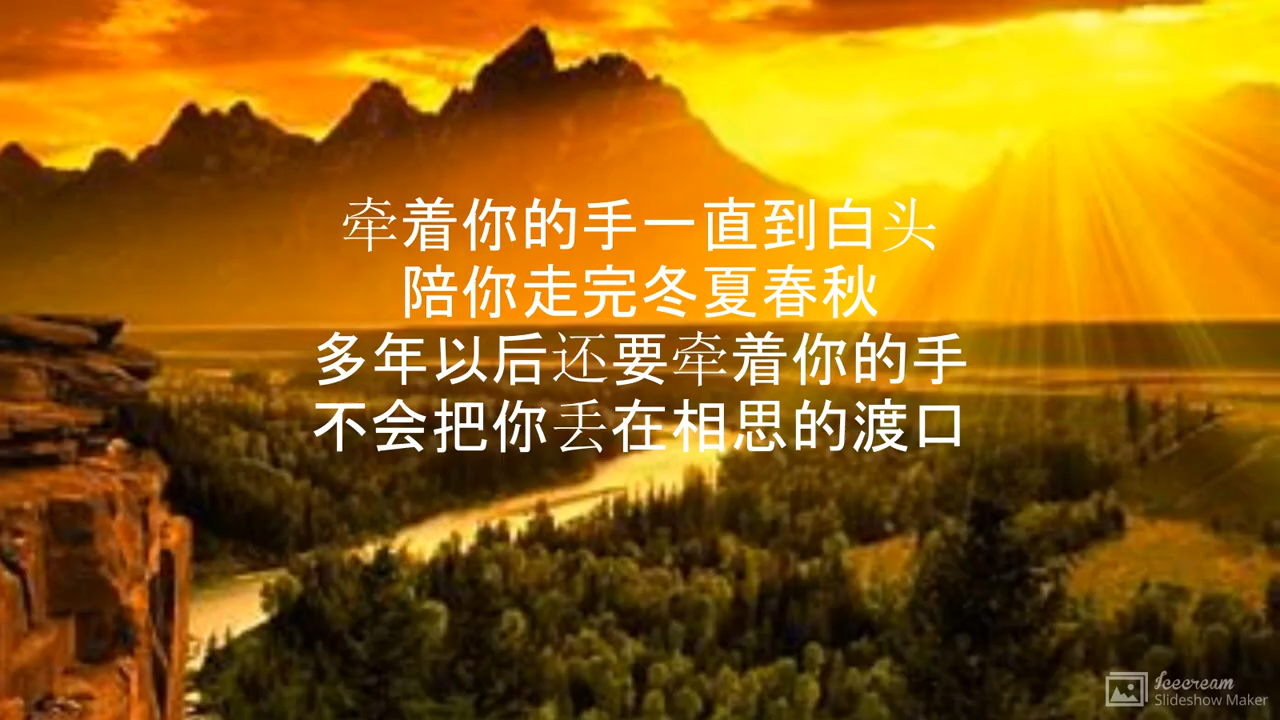 牵着你的手一直到白头
陪你走完冬夏春秋
多年以后还要牵着你的手
不会把你丢在相思的渡口
Icecream
Slideshow Maker